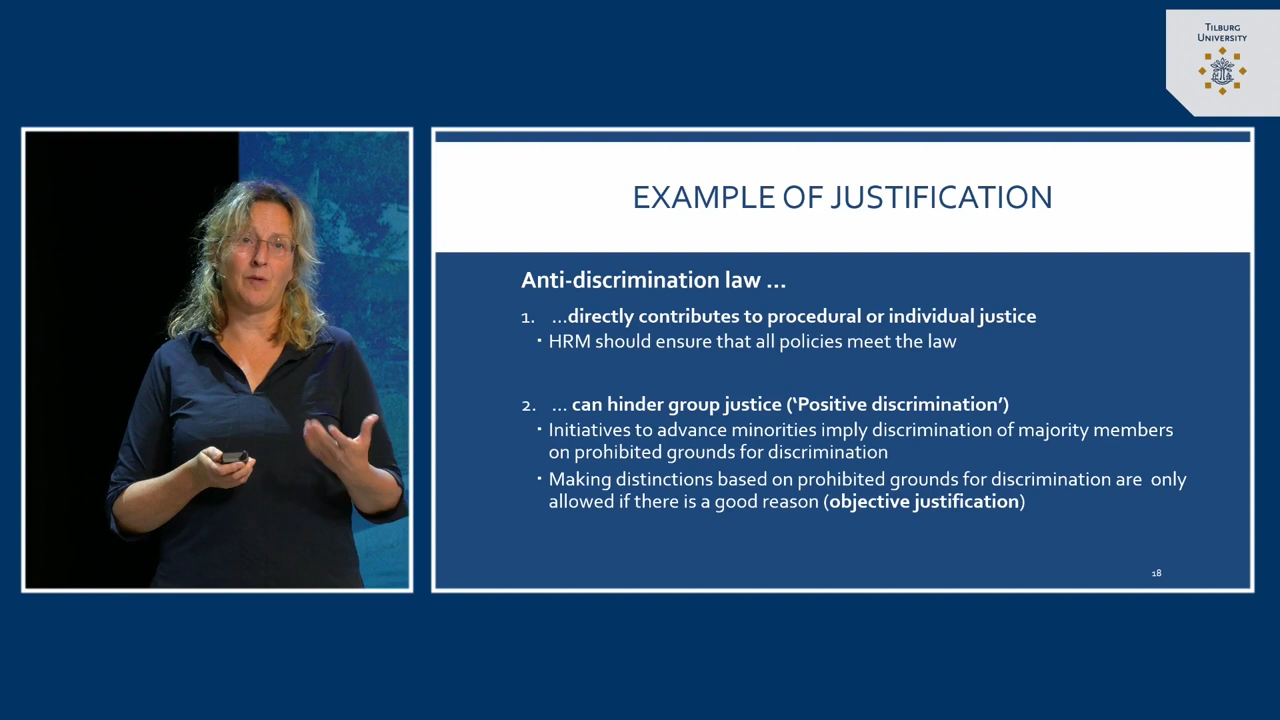 TILBURG
UNIVERSITY
EXAMPLE OF JUSTIFICATION
Anti-discrimination law ...
1. ...directly contributes to procedural or individual justice
▪ HRM should ensure that all policies meet the law
2. ... can hinder group justice (‘Positive discrimination’)
▪ Initiatives to advance minorities imply discrimination of majority members
on prohibited grounds for discrimination
▪ Making distinctions based on prohibited grounds for discrimination are only
allowed if there is a good reason (objective justification)
18